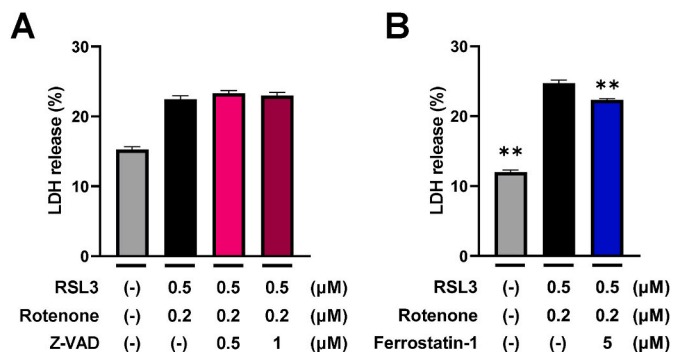 A
B
30
20
10
0
LDH release (%)
RSL3 (-) 0.5 0.5 0.5 (μM)
Rotenone (-) 0.2 0.2 0.2 (μM)
Z-VAD (-) (-) 0.5 1 (μM)
30
20
10
0
LDH release (%)
**
**
RSL3 (-) 0.5 0.5 (μM)
Rotenone (-) 0.2 0.2 (μM)
Ferrostatin-1 (-) (-) 5 (μM)